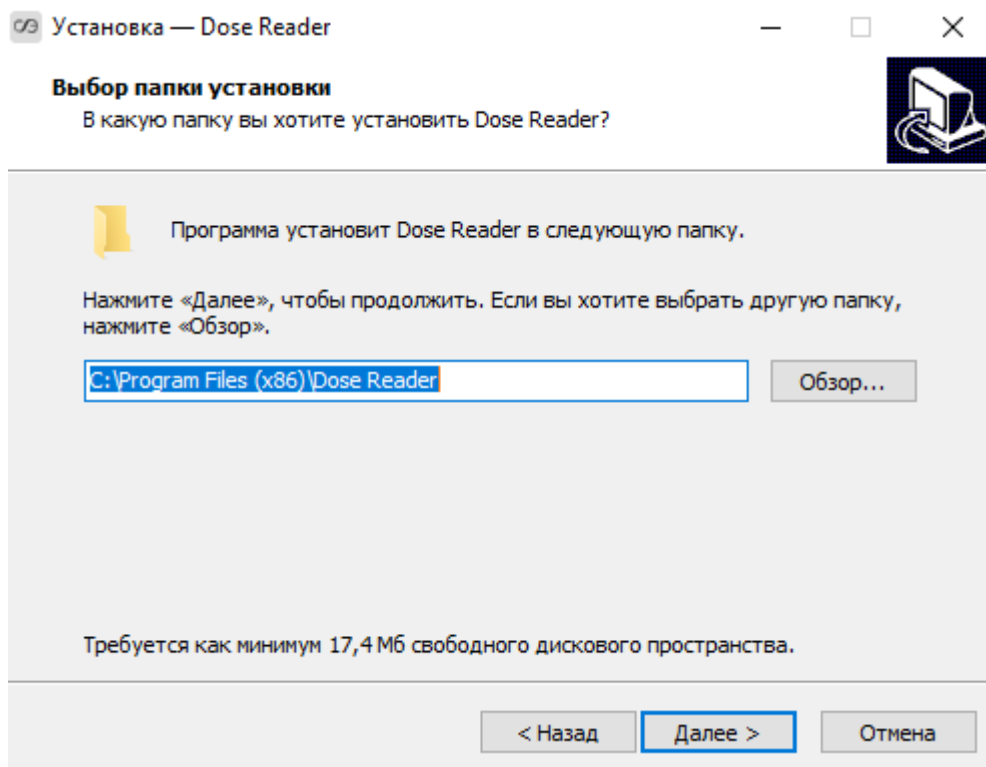 Установка — Dose Reader
Выбор папки установки
В какую папку вы хотите установить Dose Reader?
Программа установит Dose Reader в следующую папку.
Нажмите «Далее», чтобы продолжить. Если вы хотите выбрать другую папку,
нажмите «Обзор».
C:\Program Files (x86)\Dose Reader
Обзор...
Требуется как минимум 17,4 Мб свободного дискового пространства.
< Назад
Далее >
Отмена